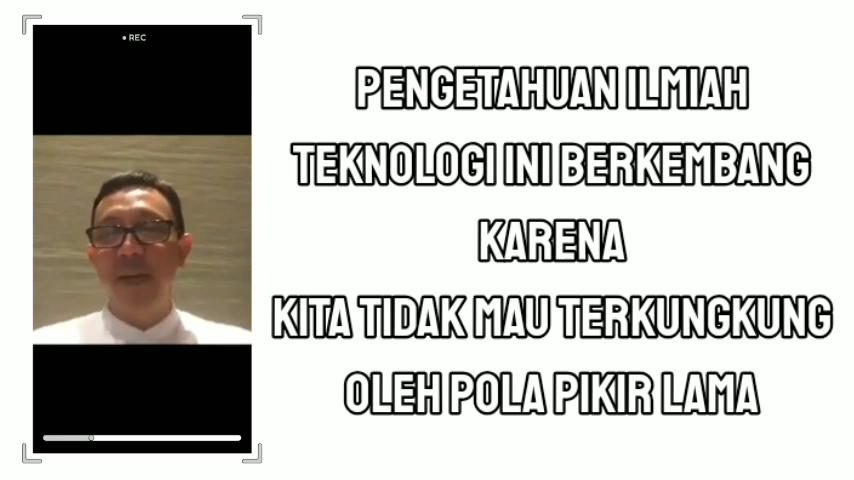 REC
PENGETAHUAN ILMIAH
TEKNOLOGI INI BERKEMBANG
KARENA
KITA TIDAK MAU TERKUNGKUNG
OLEH POLA PIKIR LAMA